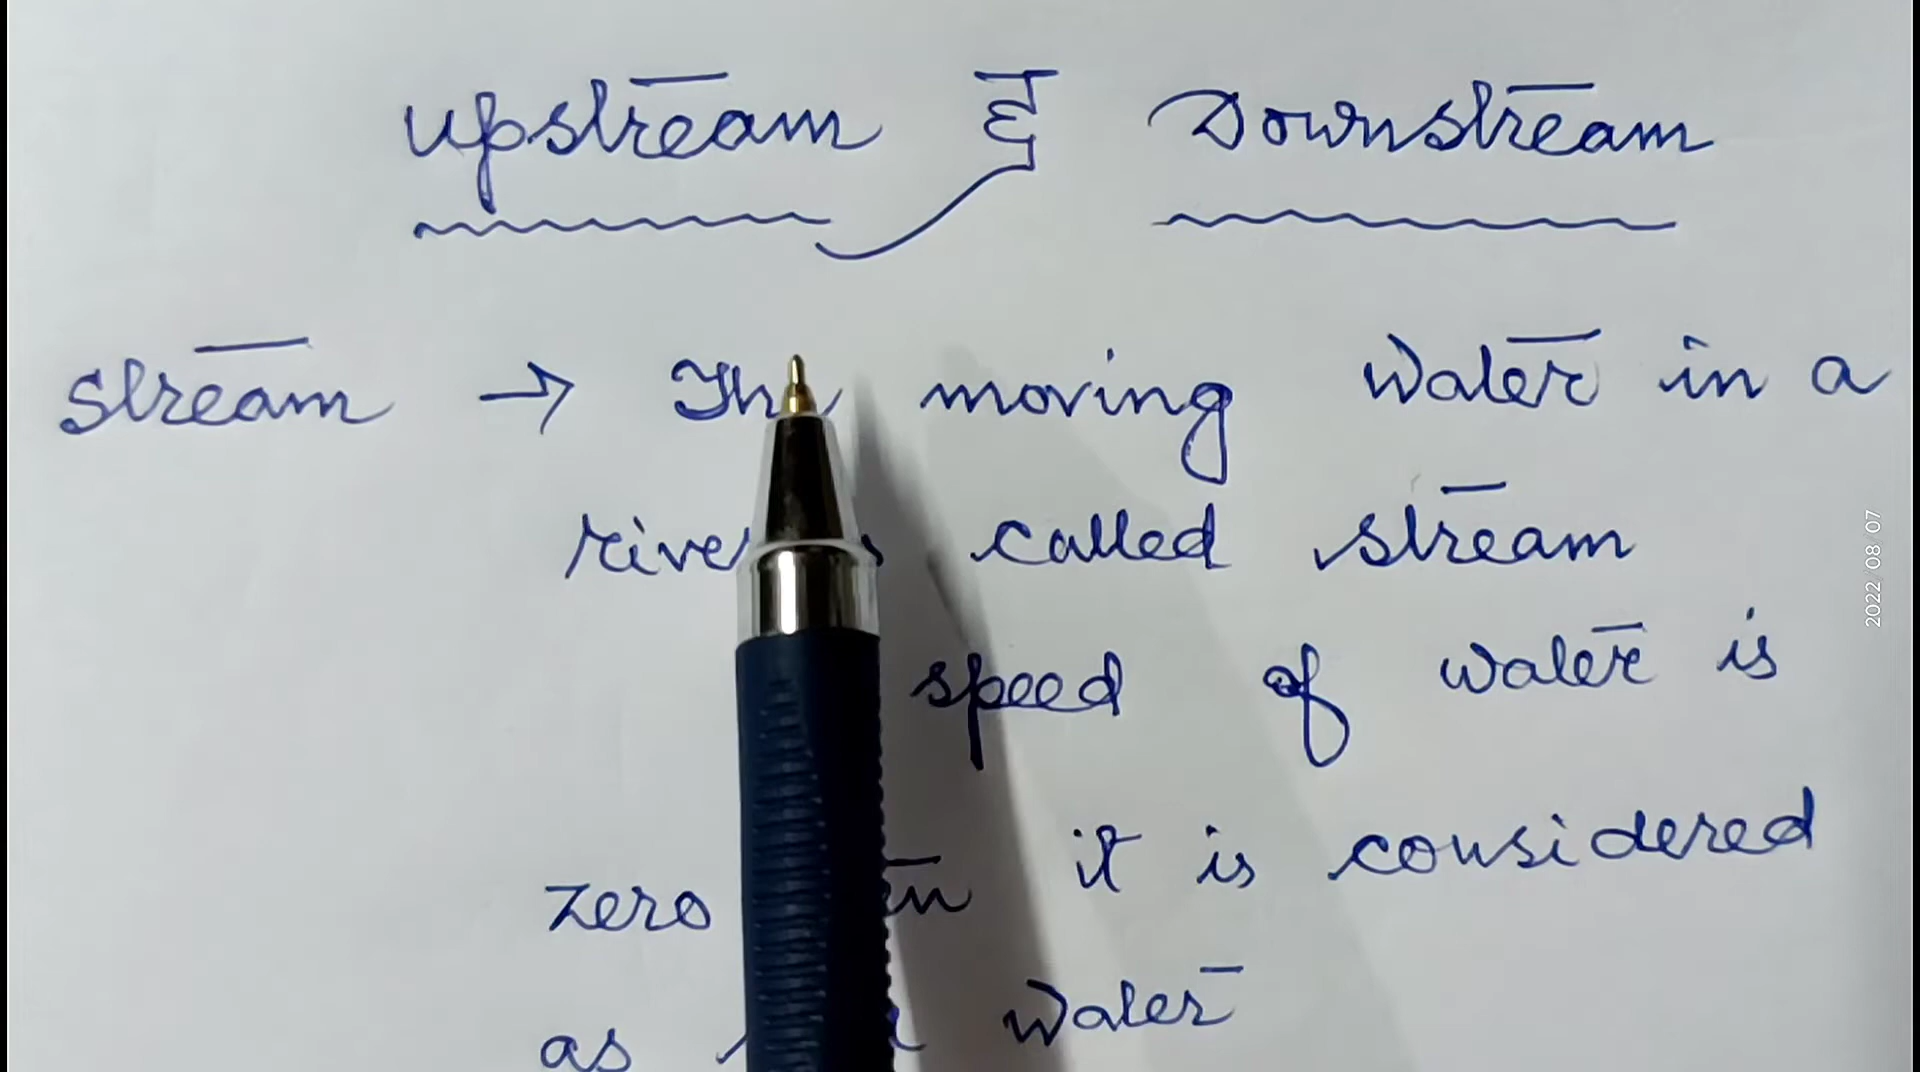 Upstream & Downstream
stream → The moving water in a
river is called stream
speed of water is
zero it is considered
as water
2022/08/07